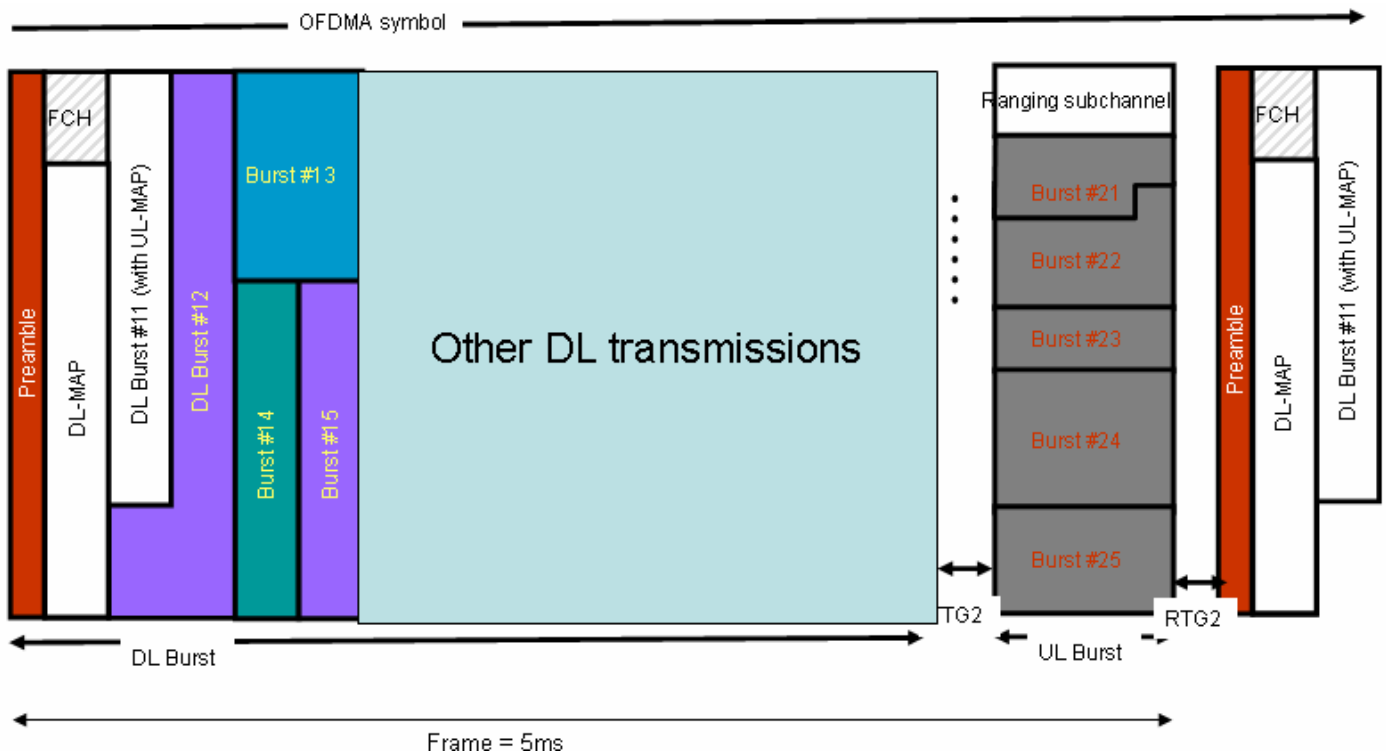 OFDMA symbol
Preamble
FCH
DL-MAP
DL Burst #11 (with UL-MAP)
DL Burst #12
Burst #13
Burst #14
Burst #15
Other DL transmissions
Ranging subchannel
Burst #21
Burst #22
Burst #23
Burst #24
Burst #25
Preamble
FCH
DL-MAP
DL Burst #11 (with UL-MAP)
TG2
RTG2
DL Burst
UL Burst
Frame = 5ms